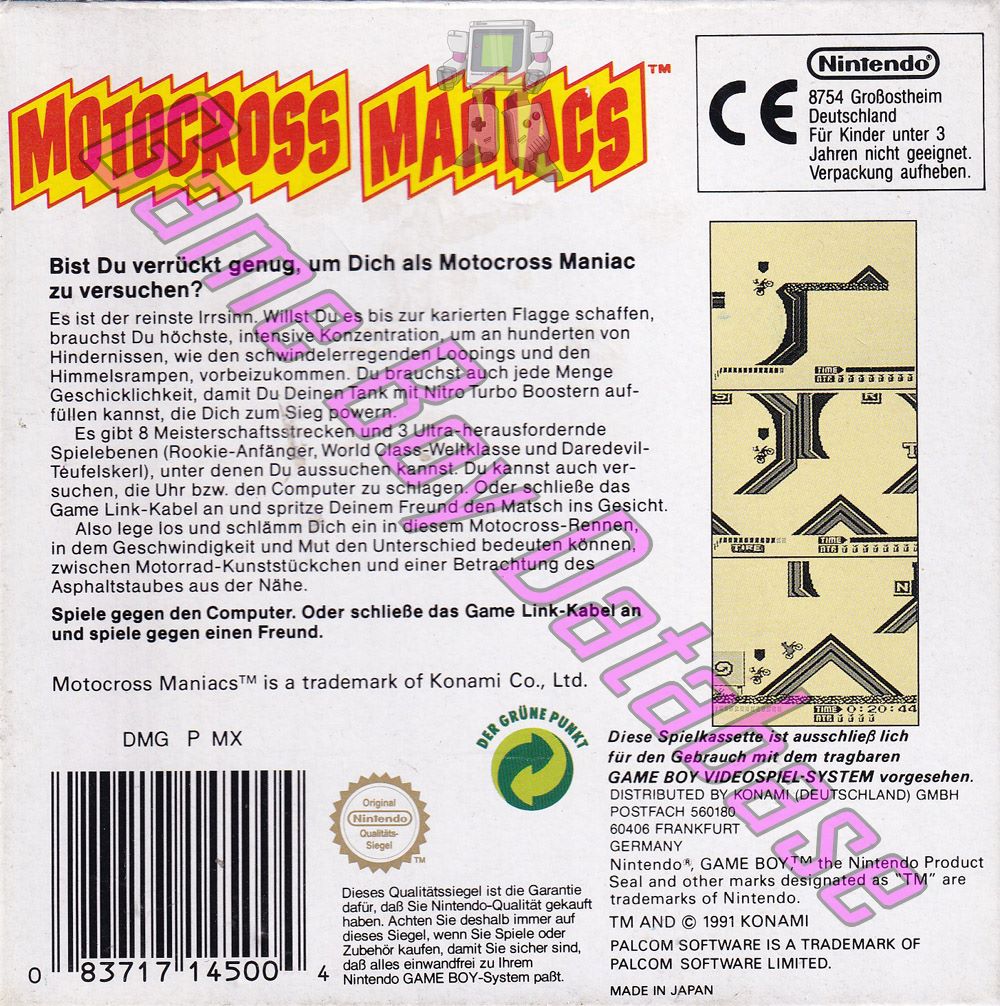 MOTOCROSS MANIACS™
Nintendo®
CE
8754 Großostheim
Deutschland
Für Kinder unter 3
Jahren nicht geeignet.
Verpackung aufheben.
Bist Du verrückt genug, um Dich als Motocross Maniac
zu versuchen?
Es ist der reinste Irrsinn. Willst Du es bis zur karierten Flagge schaffen,
brauchst Du höchste, intensive Konzentration, um an hunderten von
Hindernissen, wie den schwindelerregenden Loopings und den
Himmelsrampen, vorbeizukommen. Du brauchst auch jede Menge
Geschicklichkeit, damit Du Deinen Tank mit Nitro Turbo Boostern auf-
füllen kannst, die Dich zum Sieg powern.
Es gibt 8 Meisterschaftsstrecken und 3 Ultra-herausfordernde
Spielebenen (Rookie-Anfänger, World Class-Weltklasse und Daredevil-
Teufelskerl), unter denen Du aussuchen kannst. Du kannst auch ver-
suchen, die Uhr bzw. den Computer zu schlagen. Oder schließe das
Game Link-Kabel an und spritze Deinem Freund den Matsch ins Gesicht.
Also lege los und schlämm Dich ein in diesem Motocross-Rennen,
in dem Geschwindigkeit und Mut den Unterschied bedeuten können,
zwischen Motorrad-Kunststückchen und einer Betrachtung des
Asphaltstaubes aus der Nähe.
Spiele gegen den Computer. Oder schließe das Game Link-Kabel an
und spiele gegen einen Freund.
Motocross Maniacs™ is a trademark of Konami Co., Ltd.
DMG P MX
0 83717 14500 4
Original
Nintendo
Qualitäts-
Siegel
TM
Dieses Qualitätssiegel ist die Garantie
dafür, daß Sie Nintendo-Qualität gekauft
haben. Achten Sie deshalb immer auf
dieses Siegel, wenn Sie Spiele oder
Zubehör kaufen, damit Sie sicher sind,
daß alles einwandfrei zu Ihrem
Nintendo GAME BOY-System paßt.
DER GRÜNE PUNKT
TIME
NTR
R
T
TIME
NTR
N
TIME 0:20:44
NTR
Diese Spielkassette ist ausschließ lich
für den Gebrauch mit dem tragbaren
GAME BOY VIDEOSPIEL-SYSTEM vorgesehen.
DISTRIBUTED BY KONAMI (DEUTSCHLAND) GMBH
POSTFACH 560180
60406 FRANKFURT
GERMANY
Nintendo®, GAME BOY,™ the Nintendo Product
Seal and other marks designated as “TM” are
trademarks of Nintendo.
TM AND © 1991 KONAMI
PALCOM SOFTWARE IS A TRADEMARK OF
PALCOM SOFTWARE LIMITED.
MADE IN JAPAN
Game Boy Database